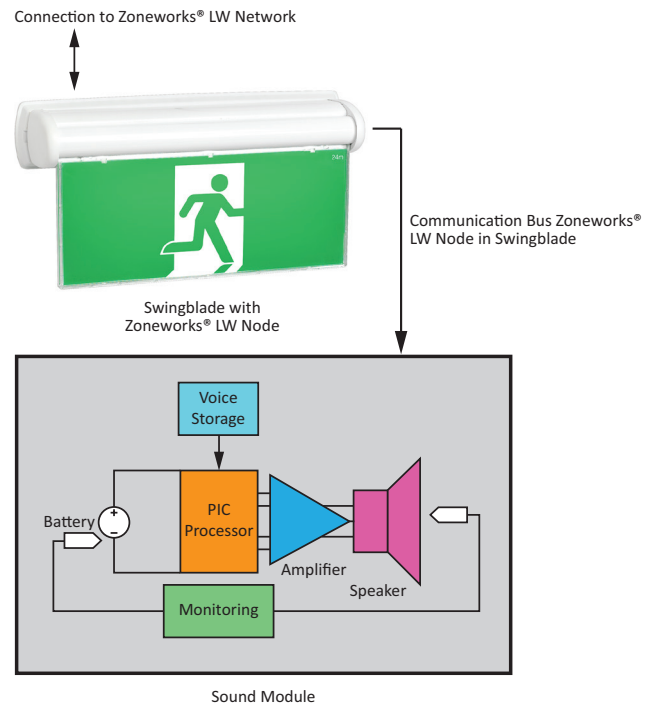 Connection to Zoneworks® LW Network
24m
Communication Bus Zoneworks®
LW Node in Swingblade
Swingblade with
Zoneworks® LW Node
Voice
Storage
PIC
Processor
Battery
+
−
Amplifier
Speaker
Monitoring
Sound Module